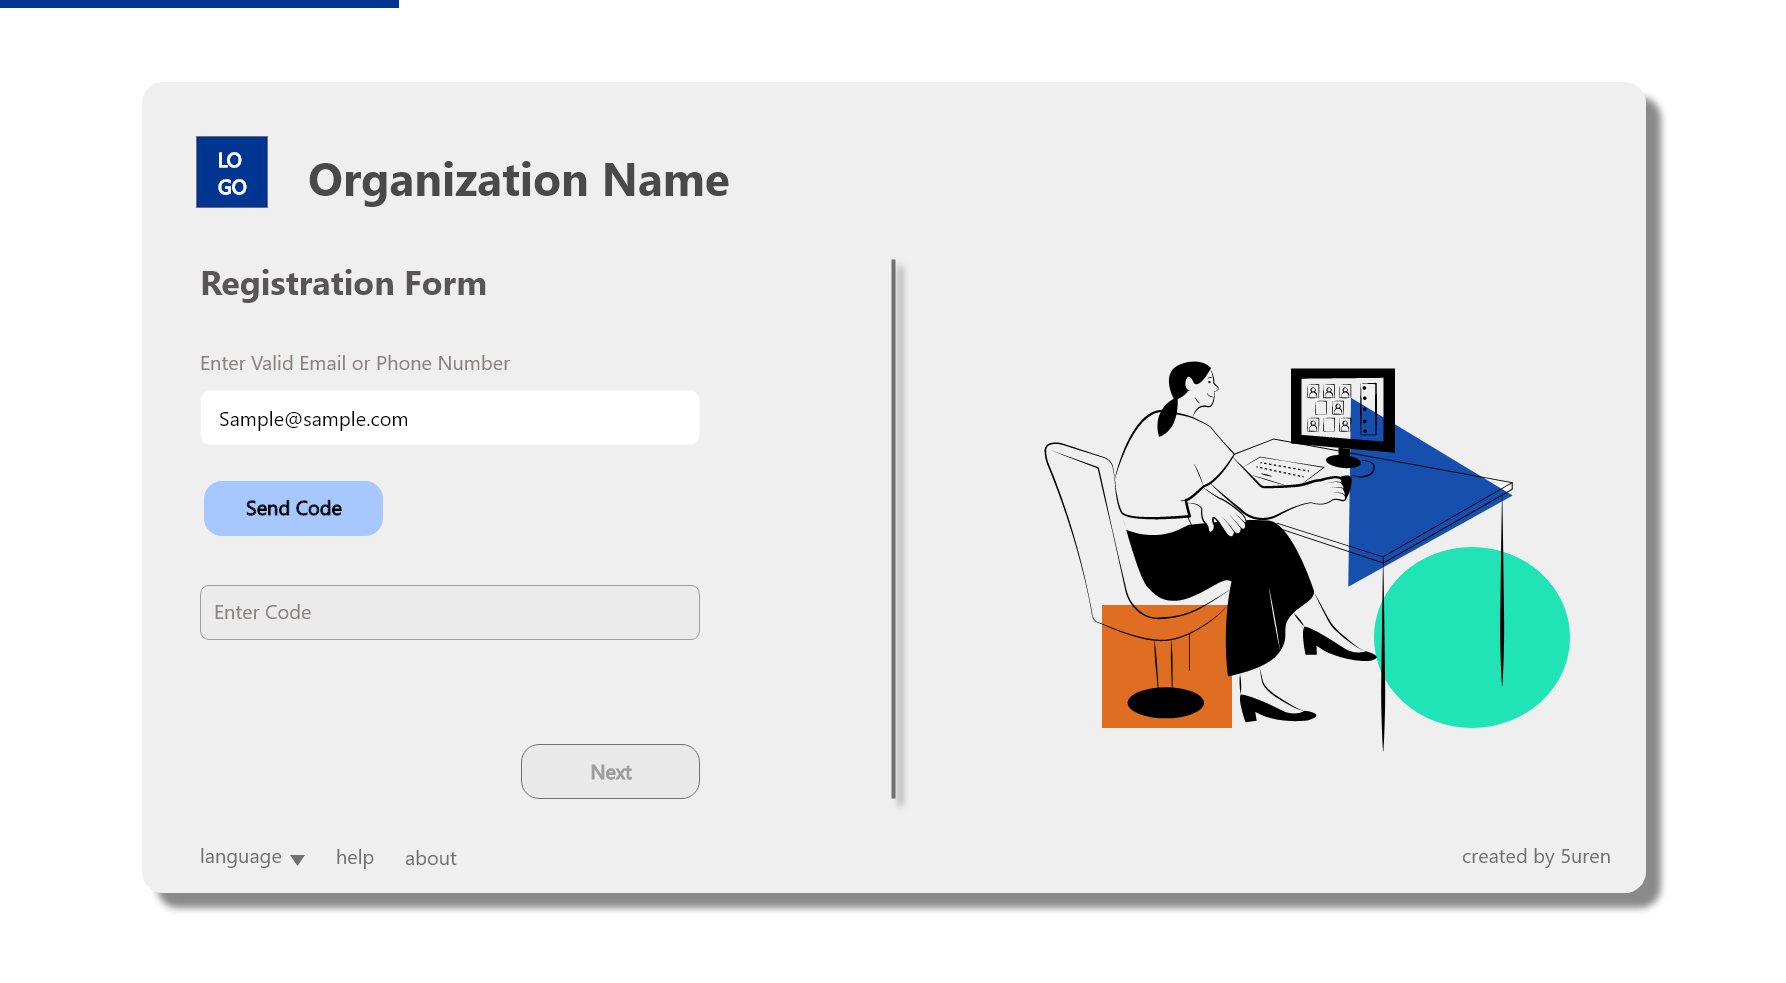 LO
GO
Organization Name
Registration Form
Enter Valid Email or Phone Number
Sample@sample.com
Send Code
Enter Code
Next
language
help
about
created by 5uren